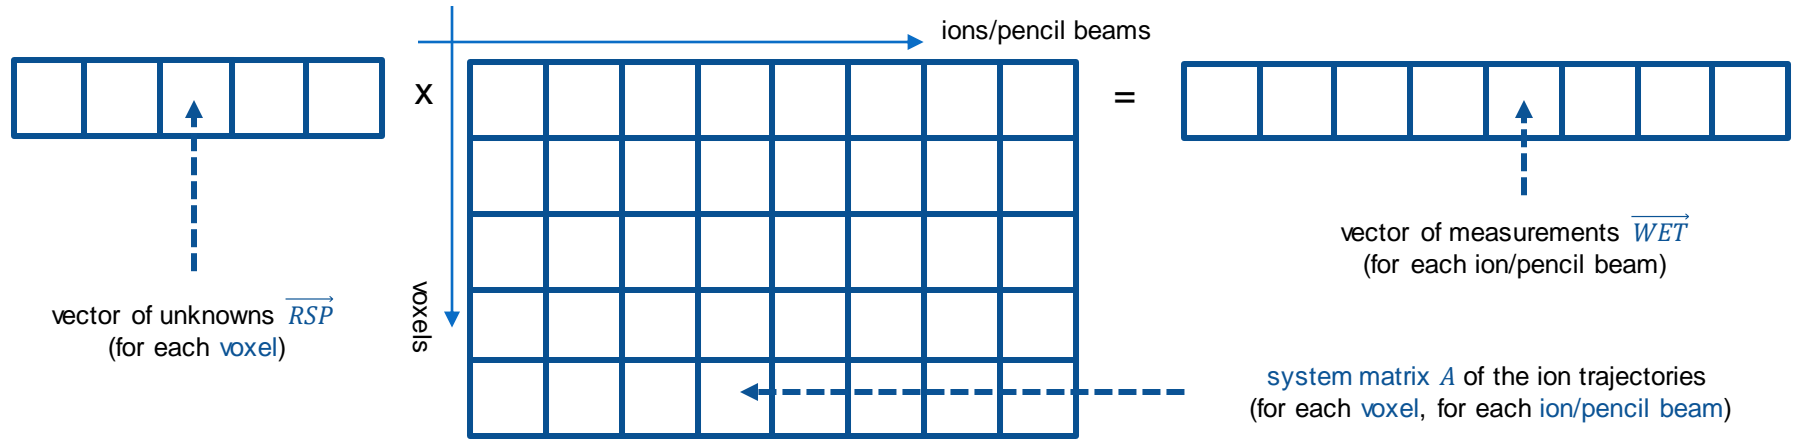 ions/pencil beams
x
=
voxels
vector of unknowns RSP
(for each voxel)
vector of measurements WET
(for each ion/pencil beam)
system matrix A of the ion trajectories
(for each voxel, for each ion/pencil beam)